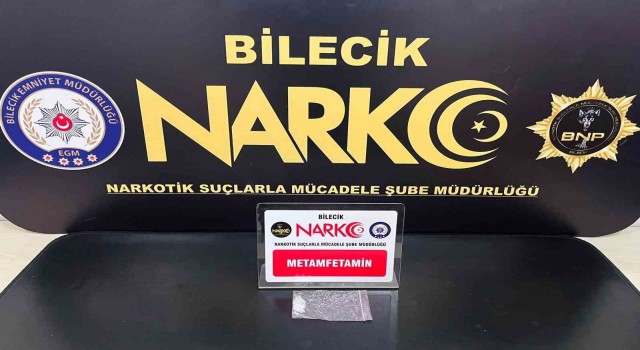 BİLECİK
NARKO
NARKOTİK SUÇLARLA MÜCADELE ŞUBE MÜDÜRLÜĞÜ
BİLECİK EMNİYET MÜDÜRLÜĞÜ
EGM
BNP
BİLECİK
NARKO
NARKOTİK SUÇLARLA MÜCADELE ŞUBE MÜDÜRLÜĞÜ
METAMFETAMİN